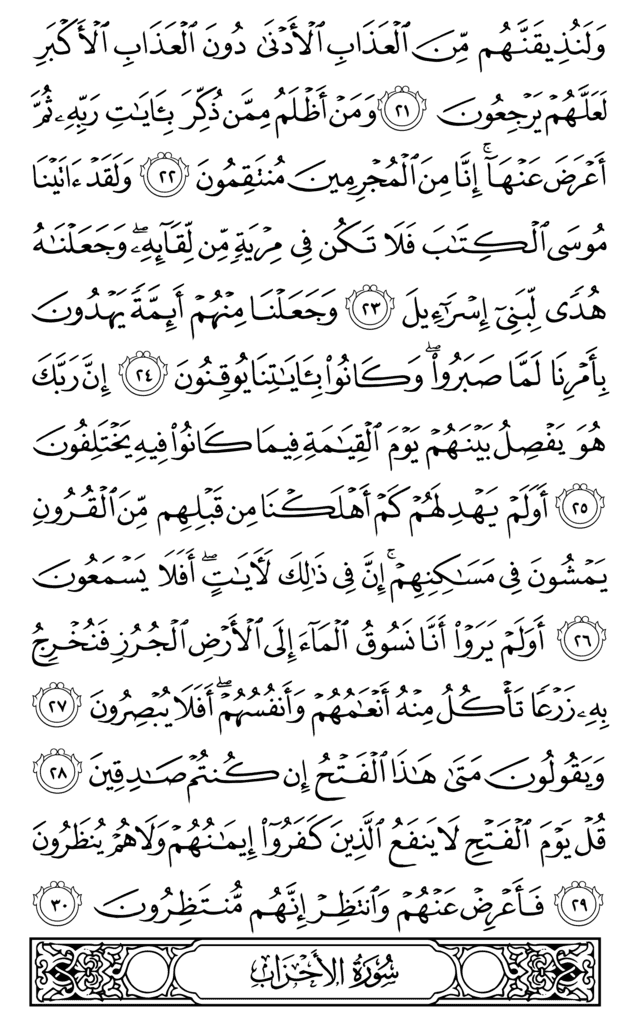 وَلَنُذِيقَنَّهُم مِّنَ ٱلْعَذَابِ ٱلْأَدْنَىٰ دُونَ ٱلْعَذَابِ ٱلْأَكْبَرِ
لَعَلَّهُمْ يَرْجِعُونَ ٢١ وَمَنْ أَظْلَمُ مِمَّن ذُكِّرَ بِـَٔايَـٰتِ رَبِّهِۦ ثُمَّ
أَعْرَضَ عَنْهَآ ۚ إِنَّا مِنَ ٱلْمُجْرِمِينَ مُنتَقِمُونَ ٢٢ وَلَقَدْ ءَاتَيْنَا
مُوسَى ٱلْكِتَـٰبَ فَلَا تَكُن فِى مِرْيَةٍ مِّن لِّقَآئِهِۦ ۖ وَجَعَلْنَـٰهُ
هُدًى لِّبَنِىٓ إِسْرَٰٓءِيلَ ٢٣ وَجَعَلْنَا مِنْهُمْ أَئِمَّةً يَهْدُونَ
بِأَمْرِنَا لَمَّا صَبَرُوا۟ ۖ وَكَانُوا۟ بِـَٔايَـٰتِنَا يُوقِنُونَ ٢٤ إِنَّ رَبَّكَ
هُوَ يَفْصِلُ بَيْنَهُمْ يَوْمَ ٱلْقِيَـٰمَةِ فِيمَا كَانُوا۟ فِيهِ يَخْتَلِفُونَ
٢٥ أَوَلَمْ يَهْدِ لَهُمْ كَمْ أَهْلَكْنَا مِن قَبْلِهِم مِّنَ ٱلْقُرُونِ
يَمْشُونَ فِى مَسَـٰكِنِهِمْ ۚ إِنَّ فِى ذَٰلِكَ لَـَٔايَـٰتٍ ۖ أَفَلَا يَسْمَعُونَ
٢٦ أَوَلَمْ يَرَوْا۟ أَنَّا نَسُوقُ ٱلْمَآءَ إِلَى ٱلْأَرْضِ ٱلْجُرُزِ فَنُخْرِجُ
بِهِۦ زَرْعًا تَأْكُلُ مِنْهُ أَنْعَـٰمُهُمْ وَأَنفُسُهُمْ ۖ أَفَلَا يُبْصِرُونَ ٢٧
وَيَقُولُونَ مَتَىٰ هَـٰذَا ٱلْفَتْحُ إِن كُنتُمْ صَـٰدِقِينَ ٢٨
قُلْ يَوْمَ ٱلْفَتْحِ لَا يَنفَعُ ٱلَّذِينَ كَفَرُوٓا۟ إِيمَـٰنُهُمْ وَلَا هُمْ يُنظَرُونَ
٢٩ فَأَعْرِضْ عَنْهُمْ وَٱنتَظِرْ إِنَّهُم مُّنتَظِرُونَ ٣٠
سُورَةُ الأَحْزَابِ